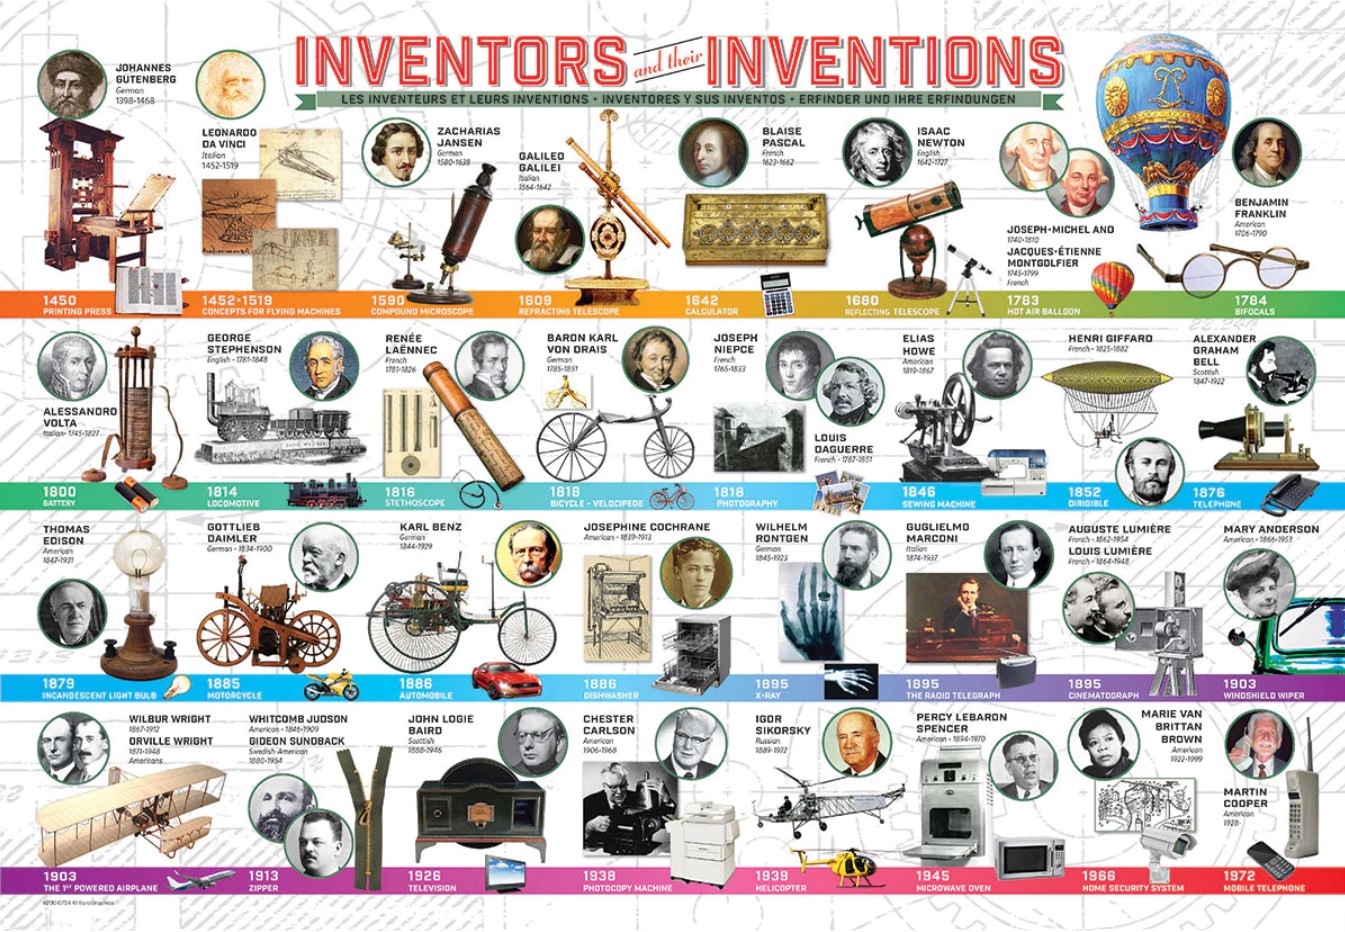 INVENTORS and their INVENTIONS
LES INVENTEURS ET LEURS INVENTIONS • INVENTORES Y SUS INVENTOS • ERFINDER UND IHRE ERFINDUNGEN
JOHANNES
GUTENBERG
German
1398-1468
1450
PRINTING PRESS
LEONARDO
DA VINCI
Italian
1452-1519
1452-1519
CONCEPTS FOR FLYING MACHINES
ZACHARIAS
JANSEN
German
1580-1638
1590
COMPOUND MICROSCOPE
GALILEO
GALILEI
Italian
1564-1642
1609
REFRACTING TELESCOPE
BLAISE
PASCAL
French
1623-1662
1642
CALCULATOR
ISAAC
NEWTON
English
1642-1727
1680
REFLECTING TELESCOPE
JOSEPH-MICHEL AND
1740-1810
JACQUES-ÉTIENNE
MONTGOLFIER
1745-1799
French
1783
HOT AIR BALLOON
BENJAMIN
FRANKLIN
American
1706-1790
1784
BIFOCALS
ALESSANDRO
VOLTA
Italian- 1745-1827
1800
BATTERY
GEORGE
STEPHENSON
English - 1781-1848
1814
LOCOMOTIVE
RENÉE
LAËNNEC
French
1781-1826
1816
STETHOSCOPE
BARON KARL
VON DRAIS
German
1785-1851
1818
BICYCLE - VELOCIPEDE
JOSEPH
NIEPCE
French
1765-1833
LOUIS
DAGUERRE
French - 1787-1851
1818
PHOTOGRAPHY
ELIAS
HOWE
American
1819-1867
1846
SEWING MACHINE
HENRI GIFFARD
French - 1825-1882
1852
DIRIGIBLE
ALEXANDER
GRAHAM
BELL
Scottish
1847-1922
1876
TELEPHONE
THOMAS
EDISON
American
1847-1931
1879
INCANDESCENT LIGHT BULB
GOTTLIEB
DAIMLER
German - 1834-1900
1885
MOTORCYCLE
KARL BENZ
German
1844-1929
1886
AUTOMOBILE
JOSEPHINE COCHRANE
American - 1839-1913
1886
DISHWASHER
WILHELM
RONTGEN
German
1845-1923
1895
X-RAY
GUGLIELMO
MARCONI
Italian
1874-1937
1895
THE RADIO TELEGRAPH
AUGUSTE LUMIÈRE
French - 1862-1954
LOUIS LUMIÈRE
French - 1864-1948
1895
CINEMATOGRAPH
MARY ANDERSON
American - 1866-1953
1903
WINDSHIELD WIPER
WILBUR WRIGHT
1867-1912
ORVILLE WRIGHT
1871-1948
Americans
1903
THE 1ST POWERED AIRPLANE
WHITCOMB JUDSON
American - 1846-1909
GIDEON SUNDBACK
Swedish-American
1880-1954
1913
ZIPPER
JOHN LOGIE
BAIRD
Scottish
1888-1946
1926
TELEVISION
CHESTER
CARLSON
American
1906-1968
1938
PHOTOCOPY MACHINE
IGOR
SIKORSKY
Russian
1889-1972
1939
HELICOPTER
PERCY LEBARON
SPENCER
American - 1894-1970
1945
MICROWAVE OVEN
MARIE VAN
BRITTAN
BROWN
American
1922-1999
1966
HOME SECURITY SYSTEM
MARTIN
COOPER
American
1928-
1972
MOBILE TELEPHONE
© EuroGraphics